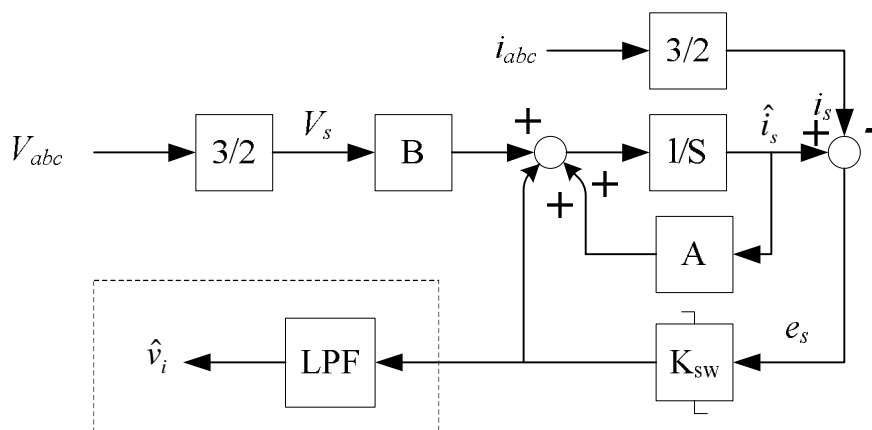 i_abc 3/2
V_abc 3/2 V_s B + 1/S î_s i_s + -
+ +
A
v̂_i LPF K_sw e_s